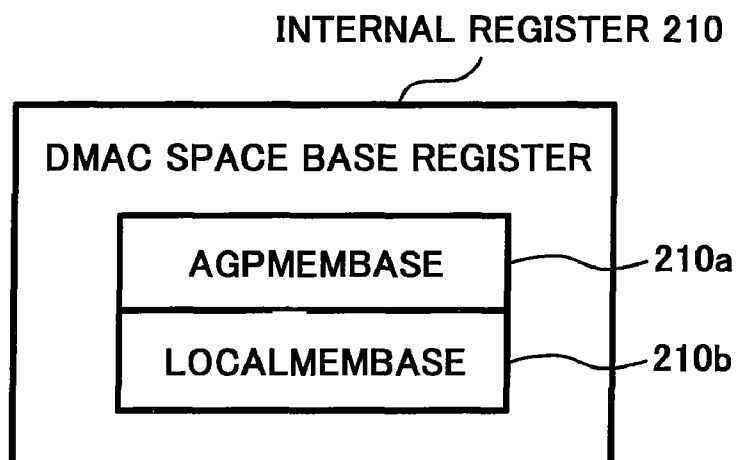 INTERNAL REGISTER 210
DMAC SPACE BASE REGISTER
AGPMEMBASE
210a
LOCALMEMBASE
210b